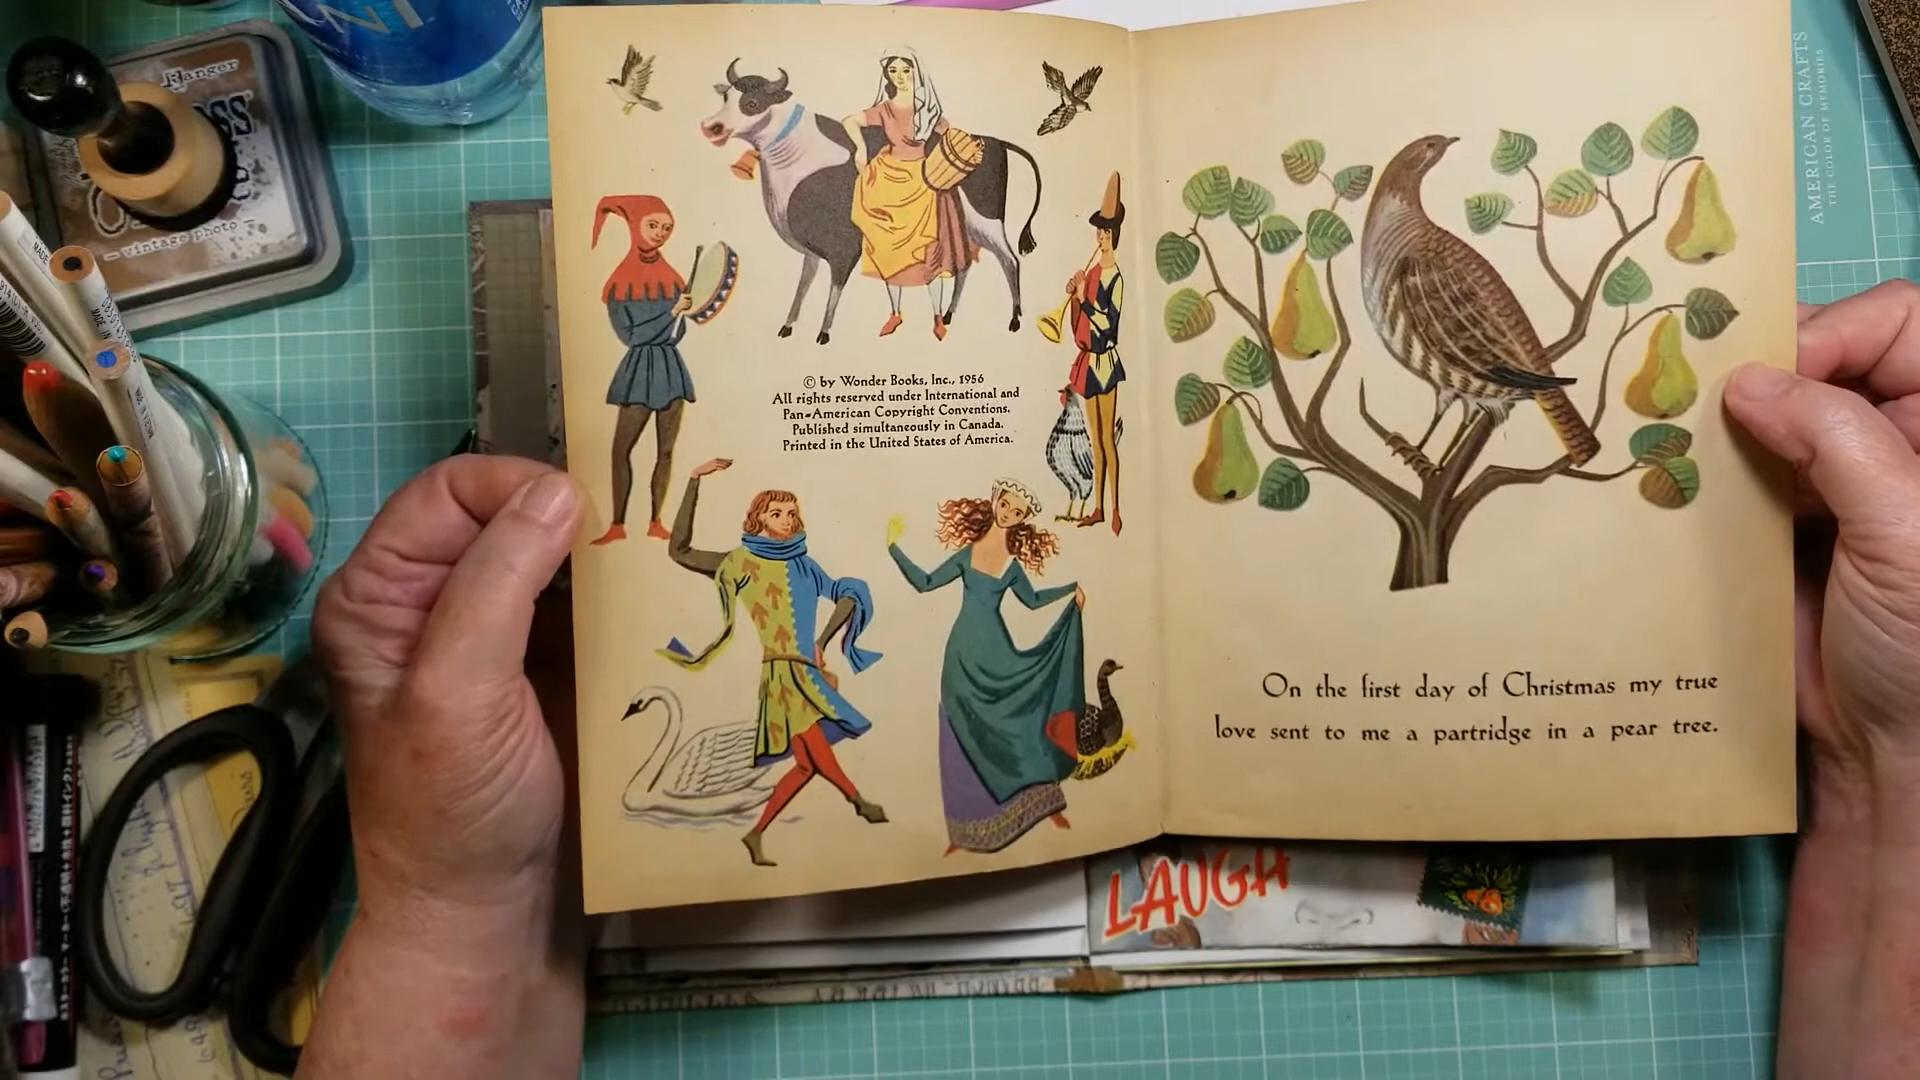 Ranger
vintage photo
© by Wonder Books, Inc., 1956
All rights reserved under International and
Pan-American Copyright Conventions.
Published simultaneously in Canada.
Printed in the United States of America.
On the first day of Christmas my true
love sent to me a partridge in a pear tree.
AMERICAN CRAFTS
THE COLOR OF MEMORIES
LAUGH